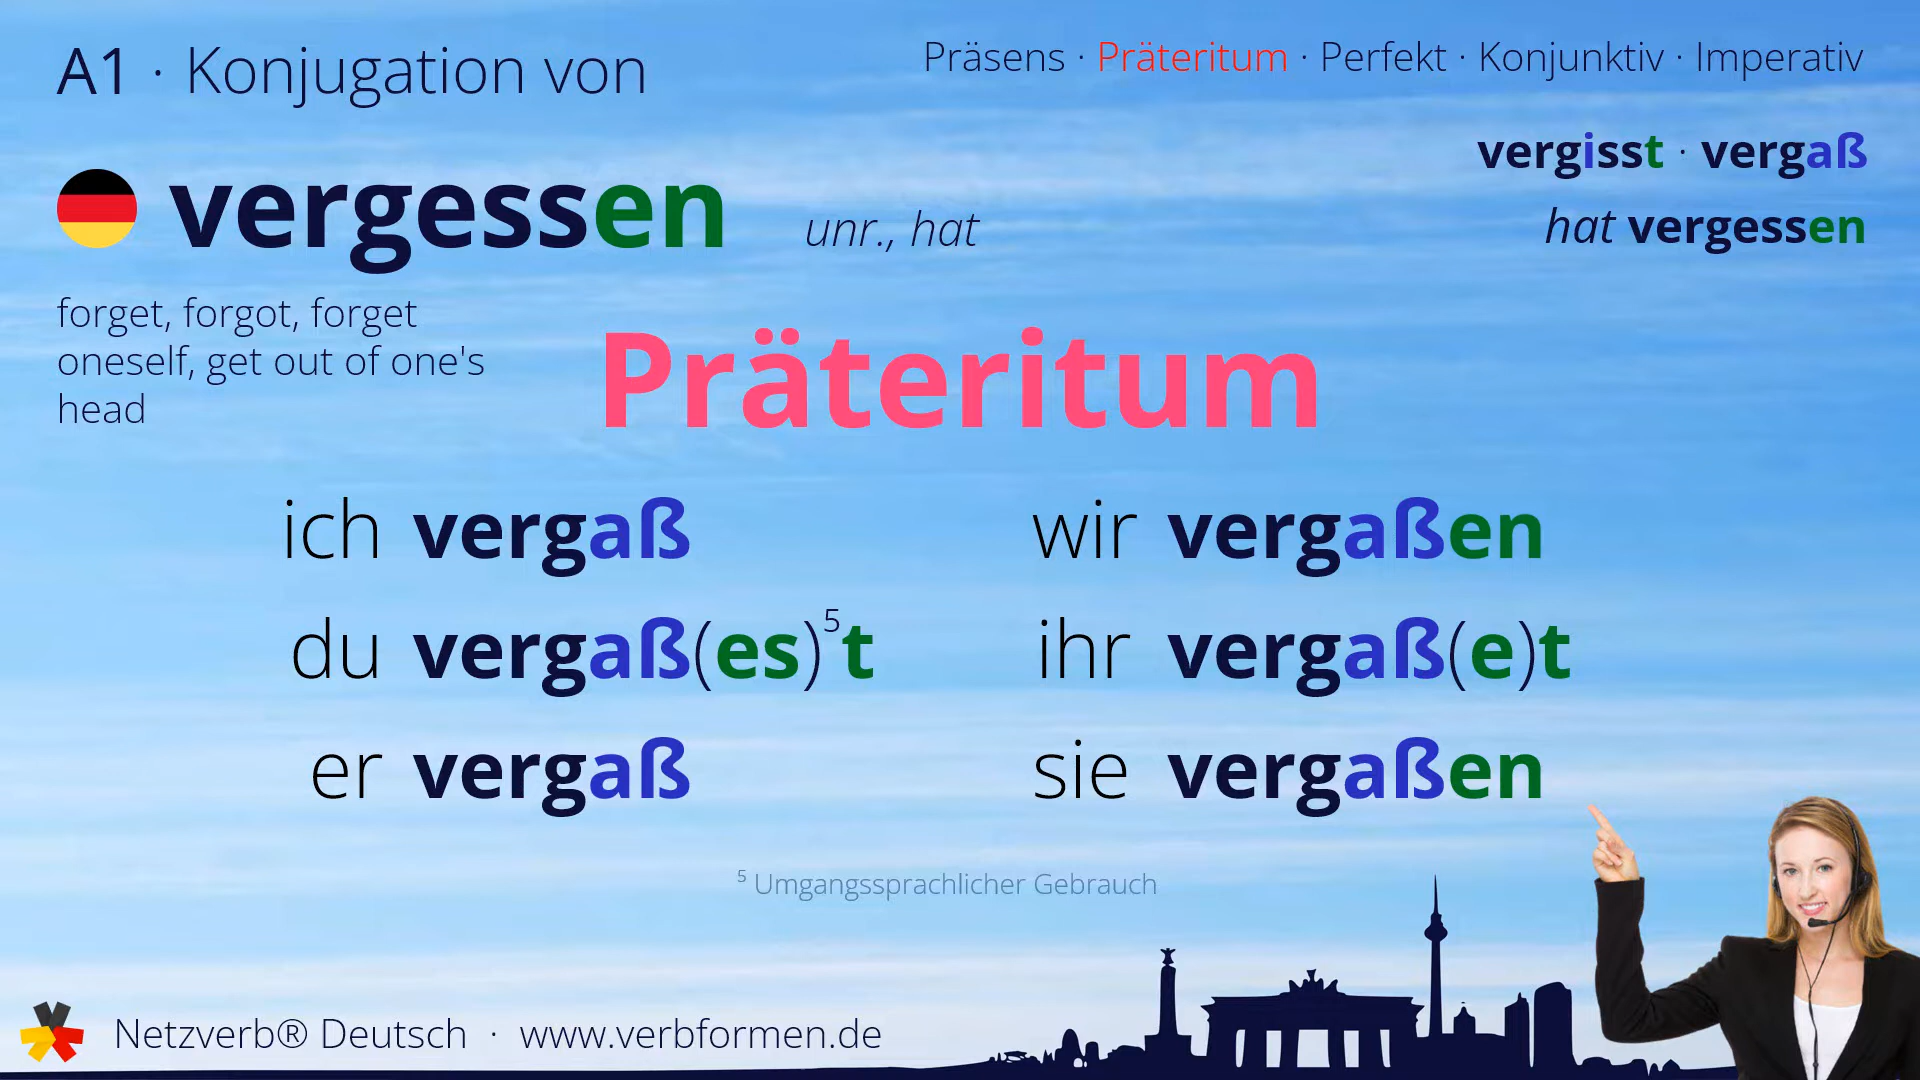 A1 · Konjugation von
Präsens · Präteritum · Perfekt · Konjunktiv · Imperativ
vergessen
unr., hat
vergisst · vergaß
hat vergessen
forget, forgot, forget
oneself, get out of one's
head
Präteritum
ich vergaß
du vergaß(es)⁵t
er vergaß
wir vergaßen
ihr vergaß(e)t
sie vergaßen
⁵ Umgangssprachlicher Gebrauch
Netzverb® Deutsch · www.verbformen.de